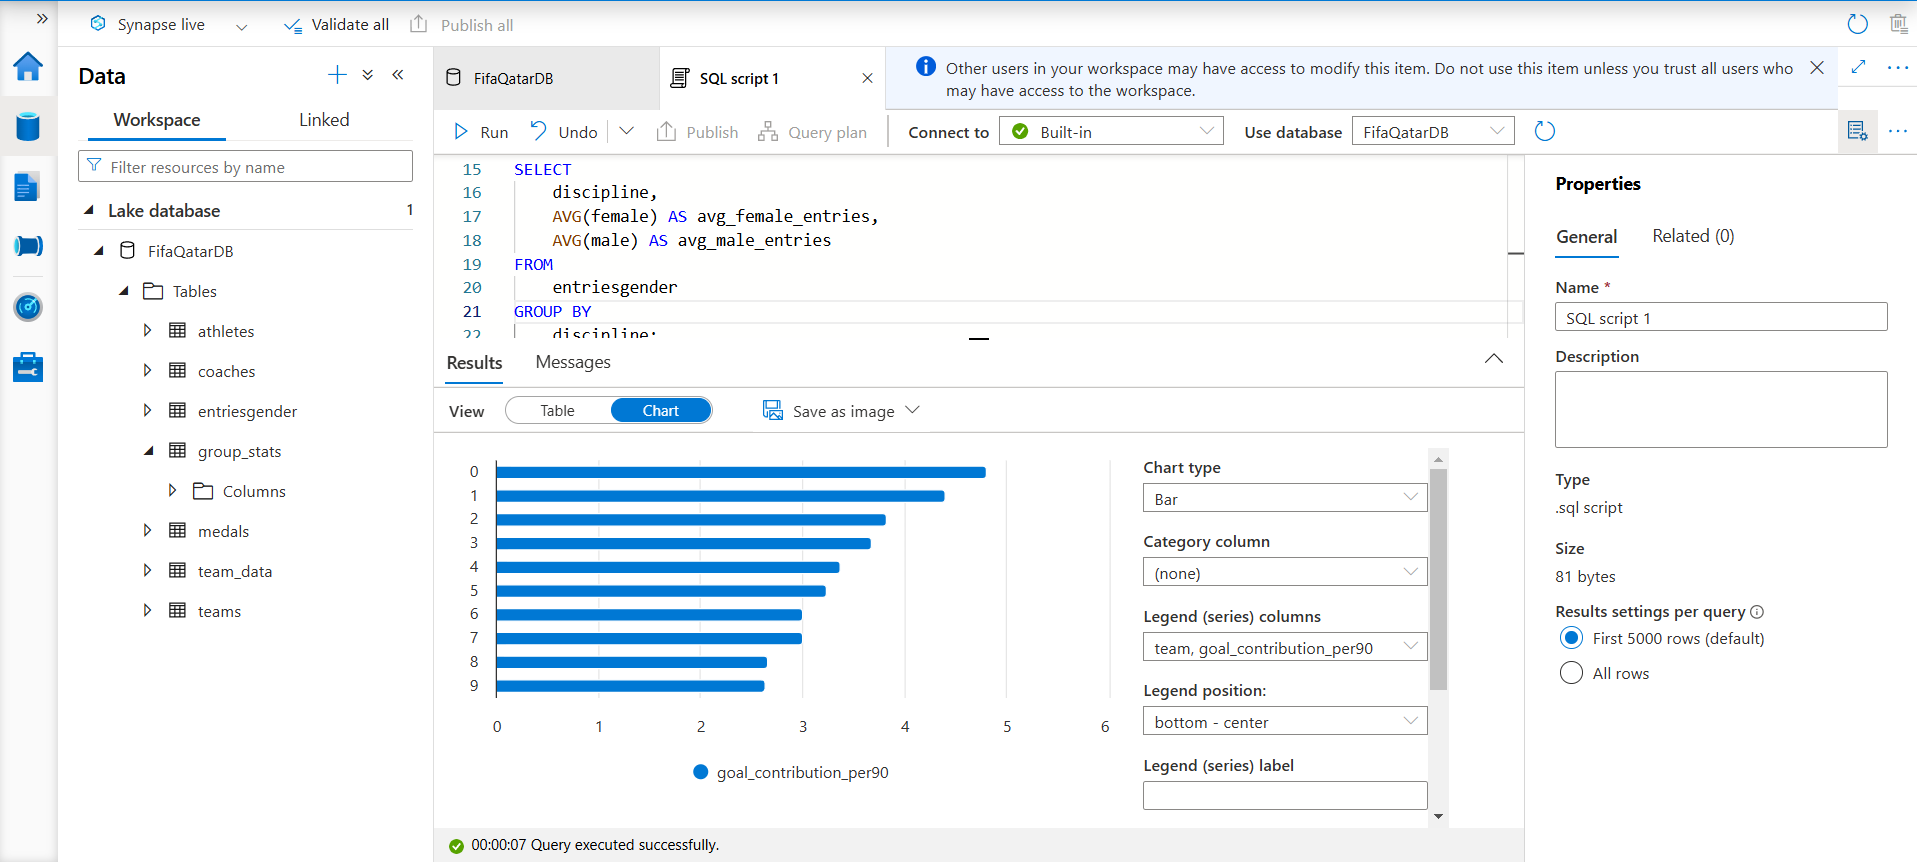 Synapse live
Validate all
Publish all
Data
Workspace
Linked
Filter resources by name
Lake database
1
FifaQatarDB
Tables
athletes
coaches
entriesgender
group_stats
Columns
medals
team_data
teams
FifaQatarDB
SQL script 1
Other users in your workspace may have access to modify this item. Do not use this item unless you trust all users who
may have access to the workspace.
Run
Undo
Publish
Query plan
Connect to
Built-in
Use database
FifaQatarDB
15 SELECT
16 discipline,
17 AVG(female) AS avg_female_entries,
18 AVG(male) AS avg_male_entries
19 FROM
20 entriesgender
21 GROUP BY
22 discipline;
Results
Messages
View
Table
Chart
Save as image
0
1
2
3
4
5
6
7
8
9
0 1 2 3 4 5 6
goal_contribution_per90
Chart type
Bar
Category column
(none)
Legend (series) columns
team, goal_contribution_per90
Legend position:
bottom - center
Legend (series) label
00:00:07 Query executed successfully.
Properties
General
Related (0)
Name *
SQL script 1
Description
Type
.sql script
Size
81 bytes
Results settings per query
First 5000 rows (default)
All rows